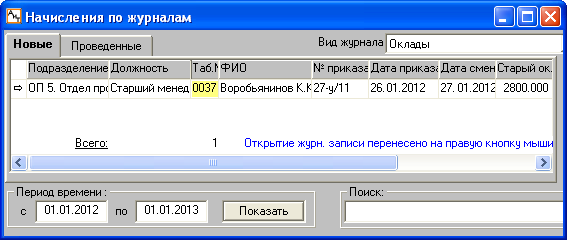 Начисления по журналам
Новые Проведенные Вид журнала Оклады
Подразделение Должность Таб.№ ФИО № приказа Дата приказа Дата смен Старый ок.
ОП 5. Отдел про Старший менед 0037 Воробьянинов К.К 27-у/11 26.01.2012 27.01.2012 2800.000
Всего: 1 Открытие журн. записи перенесено на правую кнопку мыши
Период времени : Поиск:
с 01.01.2012 по 01.01.2013 Показать